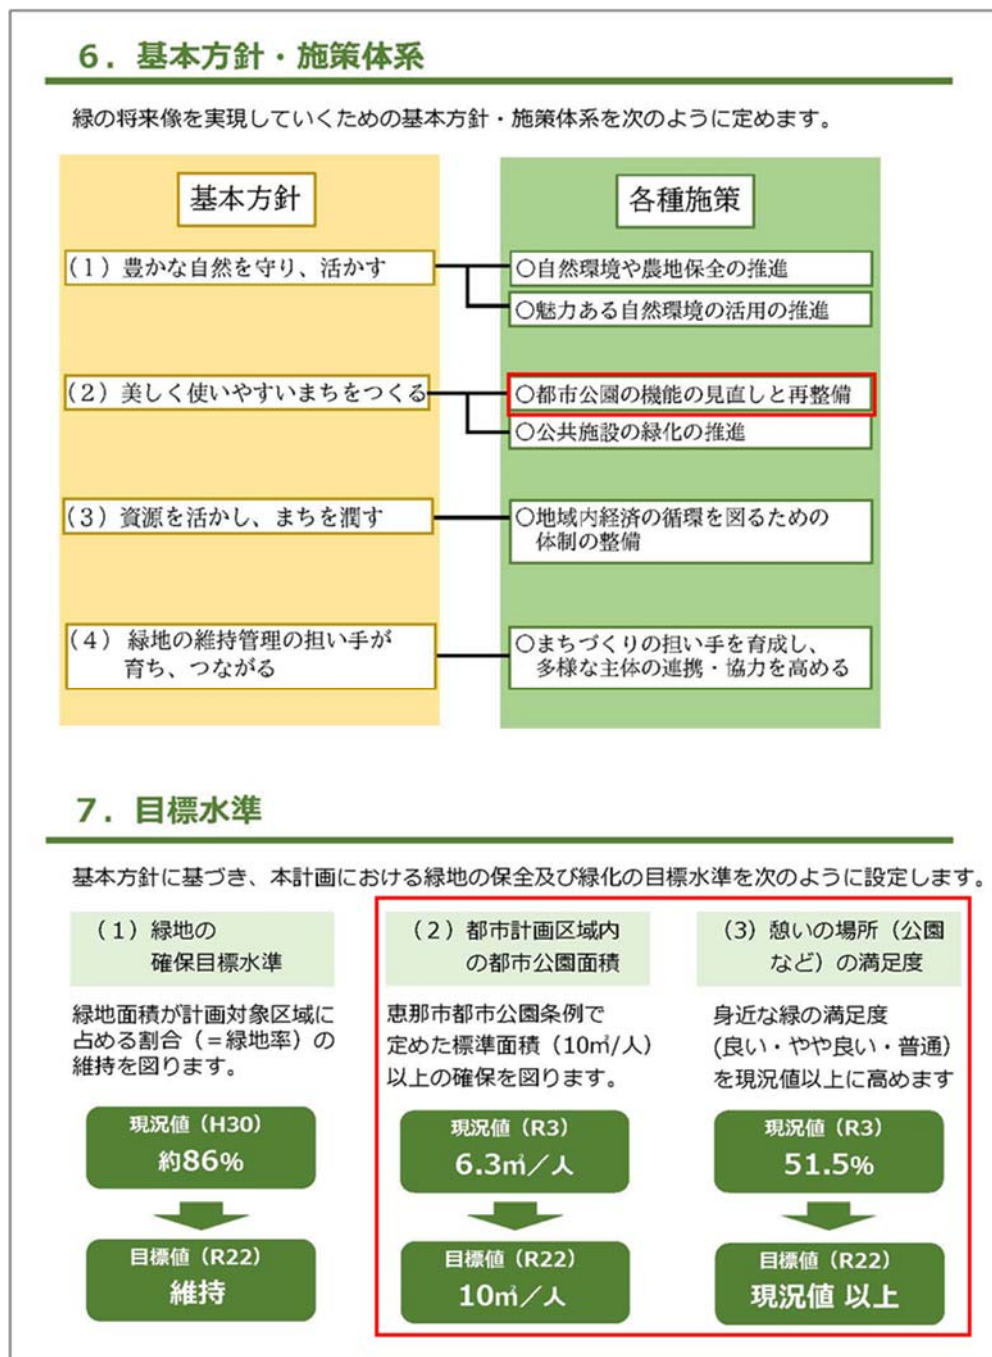 6．基本方針・施策体系
緑の将来像を実現していくための基本方針・施策体系を次のように定めます。
基本方針
(1）豊かな自然を守り、活かす
(2）美しく使いやすいまちをつくる
(3）資源を活かし、まちを潤す
(4） 緑地の維持管理の担い手が
育ち、つながる
各種施策
○自然環境や農地保全の推進
○魅力ある自然環境の活用の推進
○都市公園の機能の見直しと再整備
○公共施設の緑化の推進
○地域内経済の循環を図るための
体制の整備
○まちづくりの担い手を育成し、
多様な主体の連携・協力を高める
7．目標水準
基本方針に基づき、本計画における緑地の保全及び緑化の目標水準を次のように設定します。
（1）緑地の
確保目標水準
緑地面積が計画対象区域に
占める割合（＝緑地率）の
維持を図ります。
現況値（H30）
約86%
目標値（R22）
維持
（2）都市計画区域内
の都市公園面積
恵那市都市公園条例で
定めた標準面積（10㎡/人）
以上の確保を図ります。
現況値（R3）
6.3㎡／人
目標値（R22）
10㎡／人
（3）憩いの場所（公園
など）の満足度
身近な緑の満足度
(良い・やや良い・普通)
を現況値以上に高めます
現況値（R3）
51.5%
目標値（R22）
現況値 以上